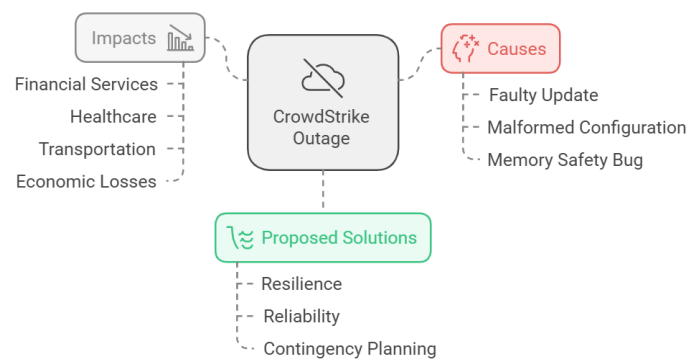 Impacts
Financial Services
Healthcare
Transportation
Economic Losses
CrowdStrike
Outage
Causes
Faulty Update
Malformed Configuration
Memory Safety Bug
Proposed Solutions
Resilience
Reliability
Contingency Planning